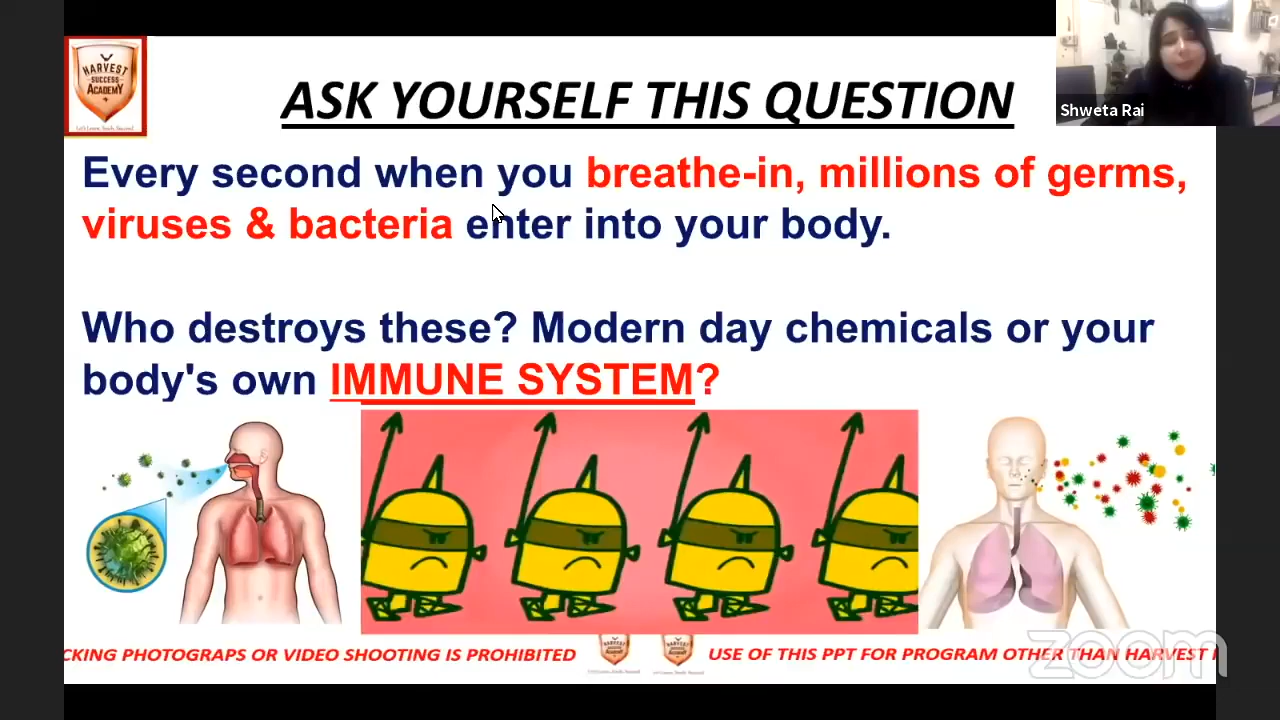 HARVEST
SUCCESS
ACADEMY
ASK YOURSELF THIS QUESTION
Shweta Rai
Every second when you breathe-in, millions of germs,
viruses & bacteria enter into your body.
Who destroys these? Modern day chemicals or your
body's own IMMUNE SYSTEM?
CKING PHOTOGRAPS OR VIDEO SHOOTING IS PROHIBITED
USE OF THIS PPT FOR PROGRAM OTHER THAN HARVEST
zoom